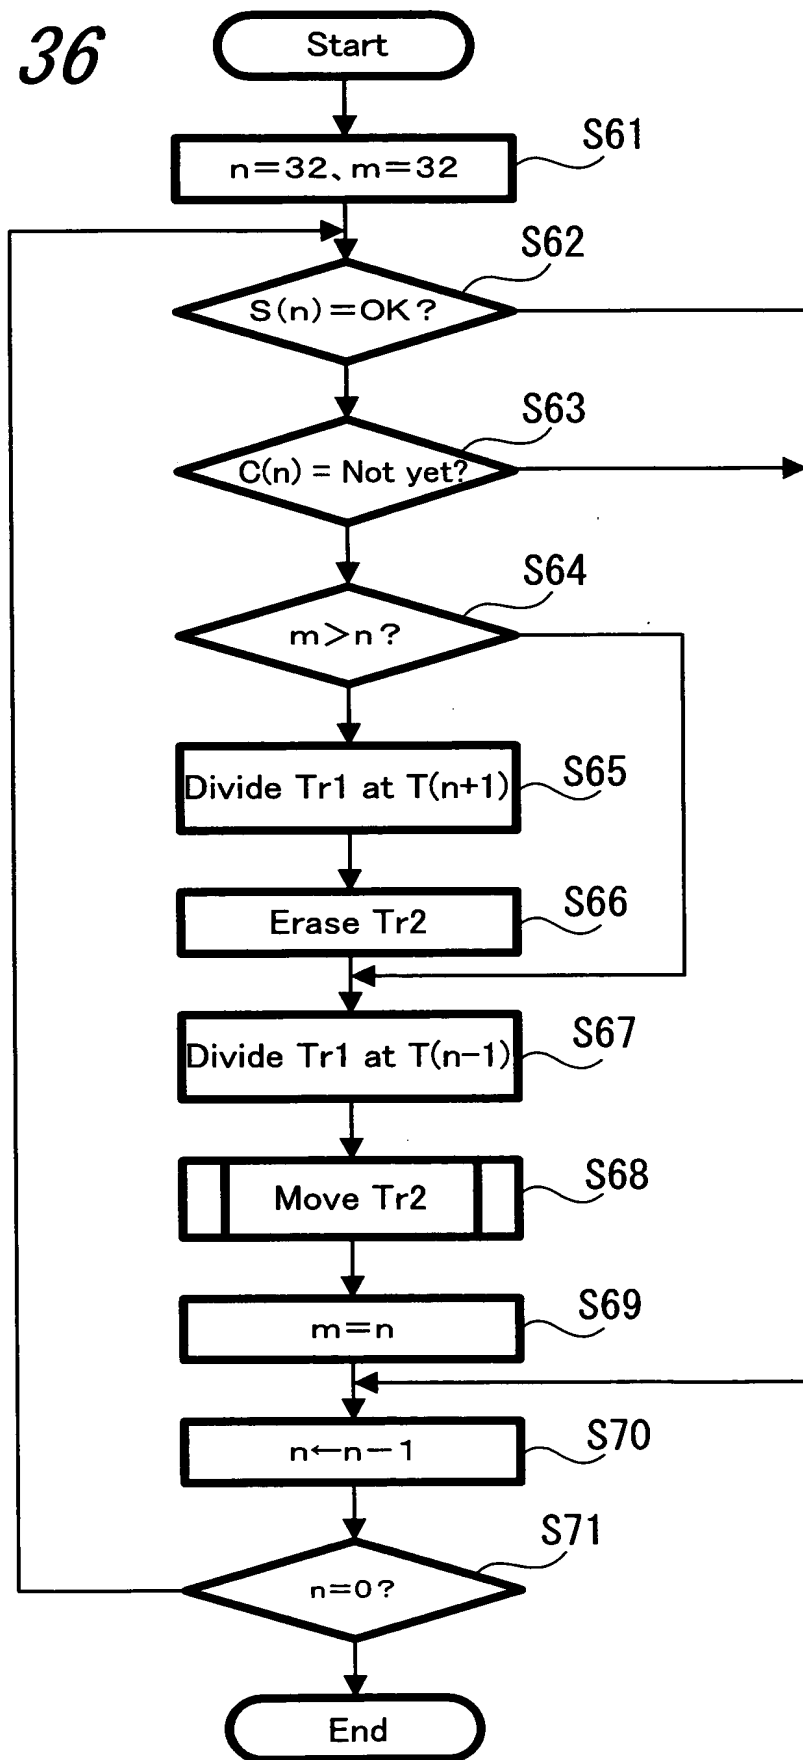 36
Start
n=32、m=32
S61
S(n)=OK?
S62
C(n) = Not yet?
S63
m>n?
S64
Divide Tr1 at T(n+1)
S65
Erase Tr2
S66
Divide Tr1 at T(n-1)
S67
Move Tr2
S68
m=n
S69
n←n-1
S70
n=0?
S71
End